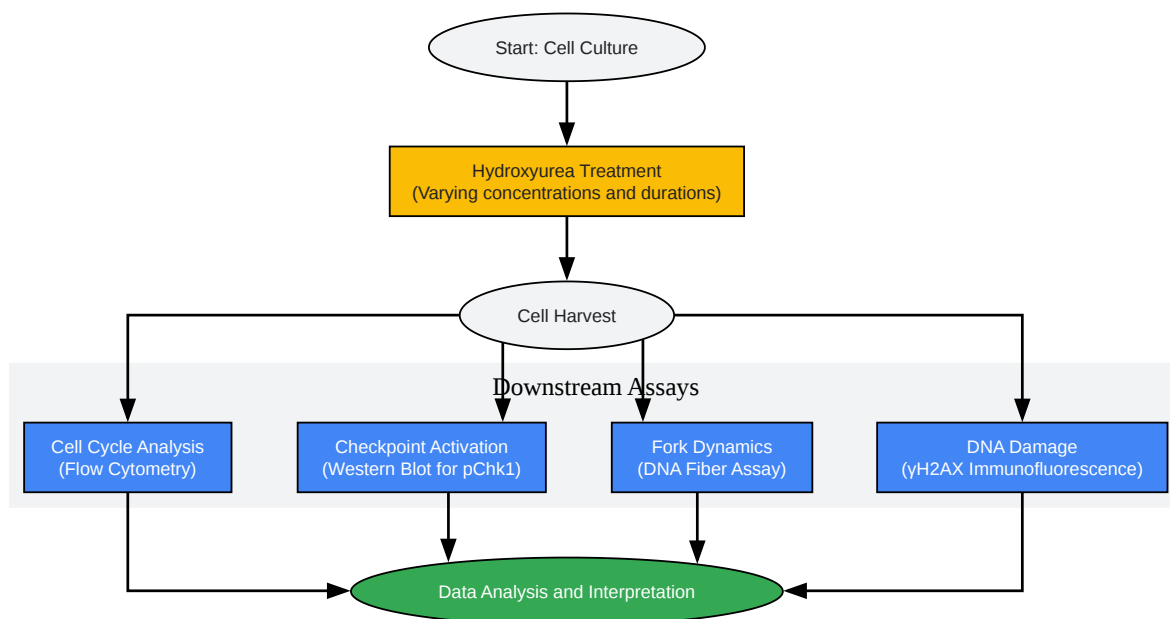 Start: Cell Culture
Hydroxyurea Treatment
(Varying concentrations and durations)
Cell Harvest
Downstream Assays
Cell Cycle Analysis
(Flow Cytometry)
Checkpoint Activation
(Western Blot for pChk1)
Fork Dynamics
(DNA Fiber Assay)
DNA Damage
(γH2AX Immunofluorescence)
Data Analysis and Interpretation